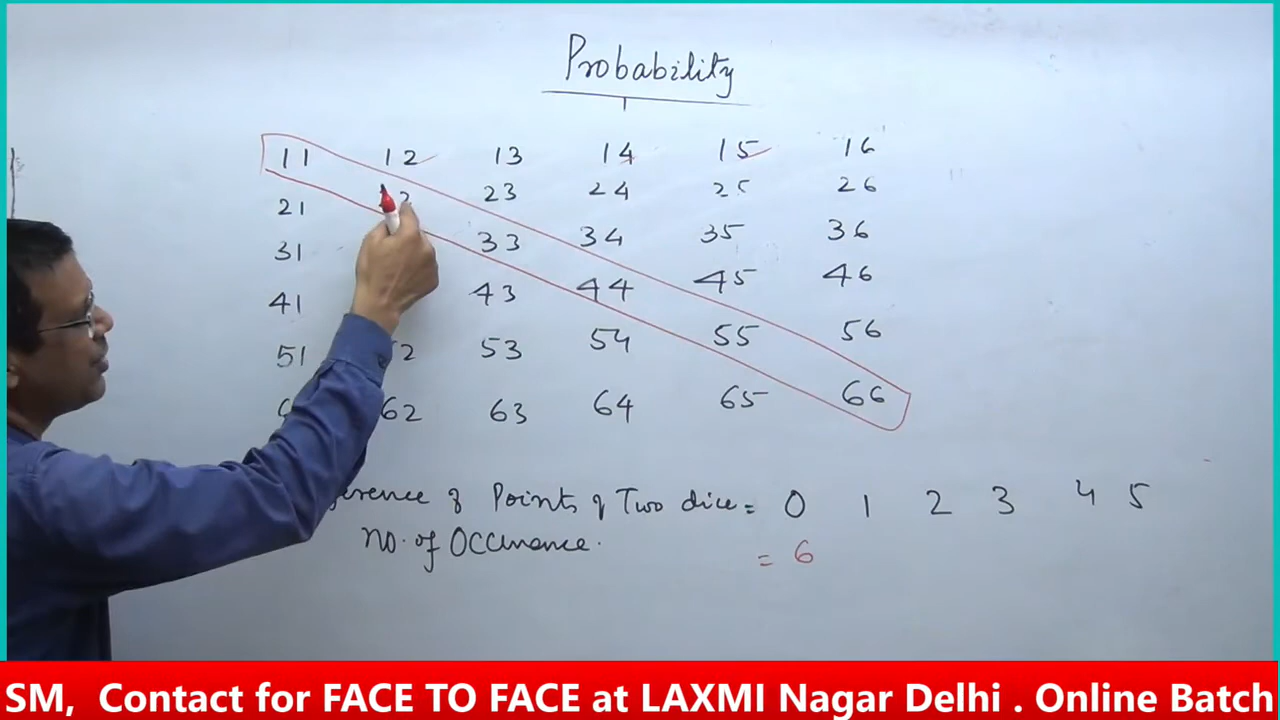 Probability
11 12 13 14 15 16
21 23 24 25 26
31 33 34 35 36
41 43 44 45 46
51 53 54 55 56
62 63 64 65 66
Points of Two dice = 0 1 2 3 4 5
no. of Occurance. = 6
SM, Contact for FACE TO FACE at LAXMI Nagar Delhi . Online Batch